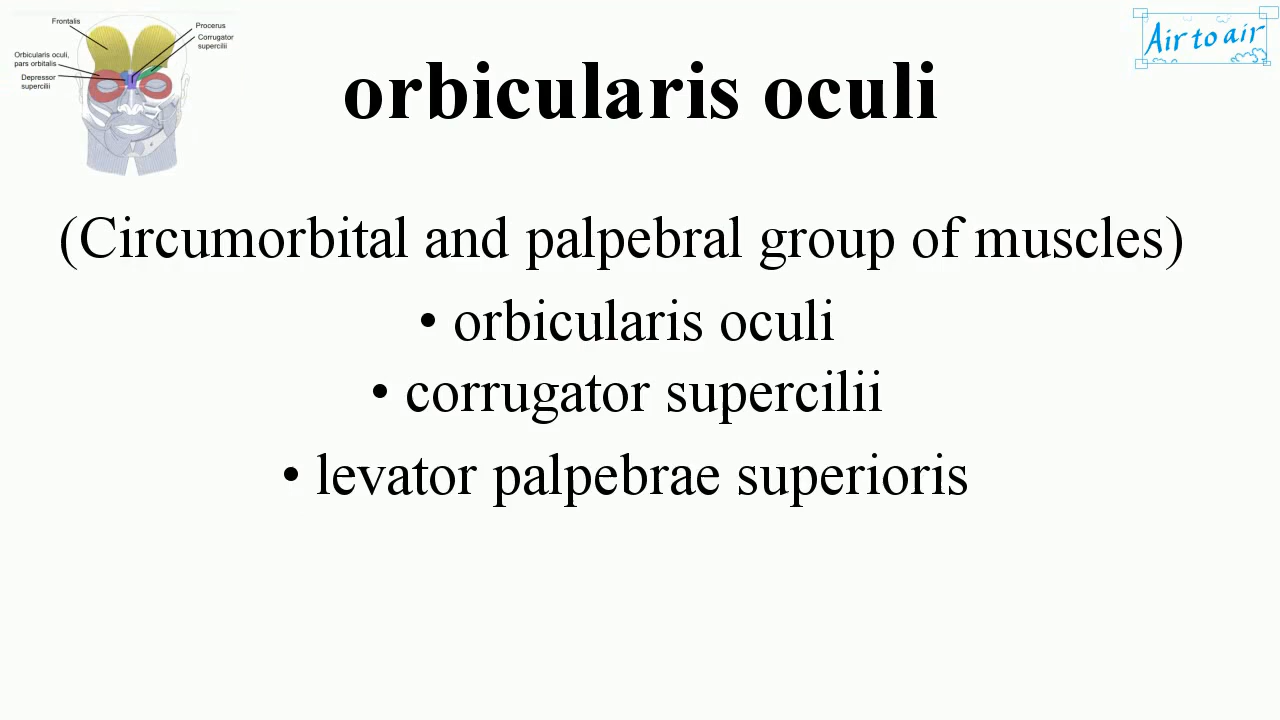 Frontalis
Procerus
Corrugator
supercilii
Orbicularis oculi,
pars orbitalis
Depressor
supercilii
Air to air
orbicularis oculi
(Circumorbital and palpebral group of muscles)
• orbicularis oculi
• corrugator supercilii
• levator palpebrae superioris